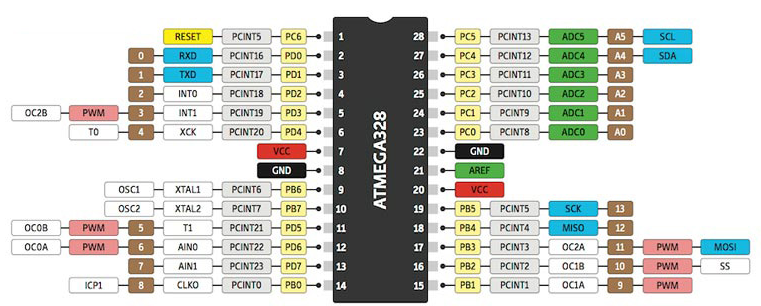 RESET PCINT5 PC6 1 28 PC5 PCINT13 ADC5 A5 SCL
0 RXD PCINT16 PD0 2 27 PC4 PCINT12 ADC4 A4 SDA
1 TXD PCINT17 PD1 3 26 PC3 PCINT11 ADC3 A3
2 INT0 PCINT18 PD2 4 25 PC2 PCINT10 ADC2 A2
OC2B PWM 3 INT1 PCINT19 PD3 5 24 PC1 PCINT9 ADC1 A1
T0 4 XCK PCINT20 PD4 6 23 PC0 PCINT8 ADC0 A0
VCC 7 22 GND
GND 8 21 AREF
OSC1 XTAL1 PCINT6 PB6 9 20 VCC
OSC2 XTAL2 PCINT7 PB7 10 19 PB5 PCINT5 SCK 13
OC0B PWM 5 T1 PCINT21 PD5 11 18 PB4 PCINT4 MISO 12
OC0A PWM 6 AIN0 PCINT22 PD6 12 17 PB3 PCINT3 OC2A 11 PWM MOSI
7 AIN1 PCINT23 PD7 13 16 PB2 PCINT2 OC1B 10 PWM SS
ICP1 8 CLKO PCINT0 PB0 14 15 PB1 PCINT1 OC1A 9 PWM
ATMEGA328